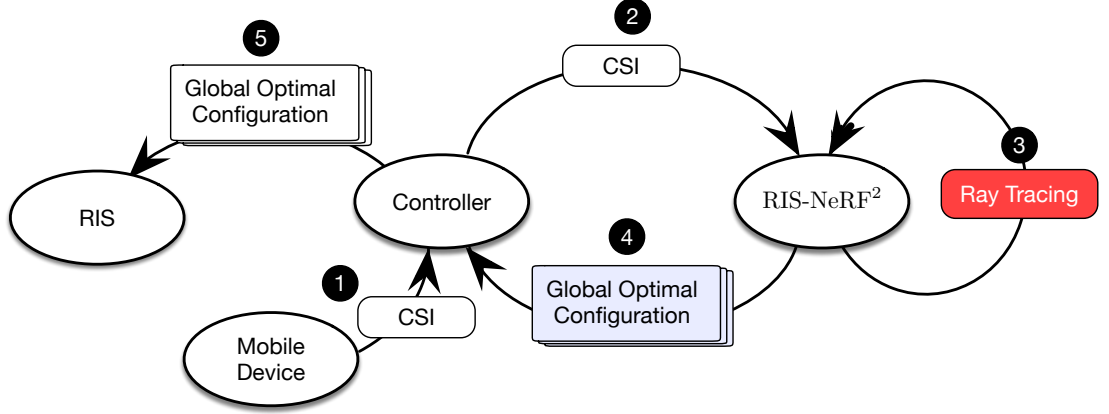 5
Global Optimal
Configuration
2
CSI
3
Ray Tracing
RIS
Controller
RIS-NeRF²
4
Global Optimal
Configuration
1
CSI
Mobile
Device